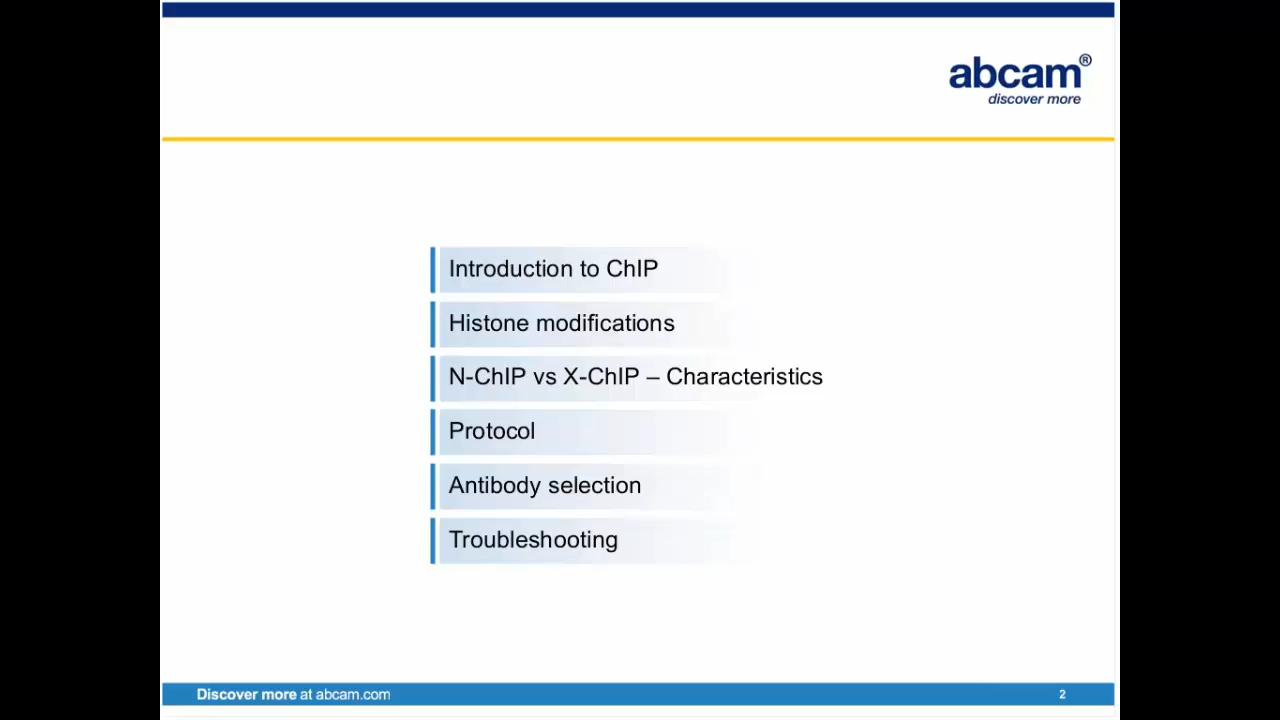 abcam®
discover more
Introduction to ChIP
Histone modifications
N-ChIP vs X-ChIP – Characteristics
Protocol
Antibody selection
Troubleshooting
Discover more at abcam.com
2